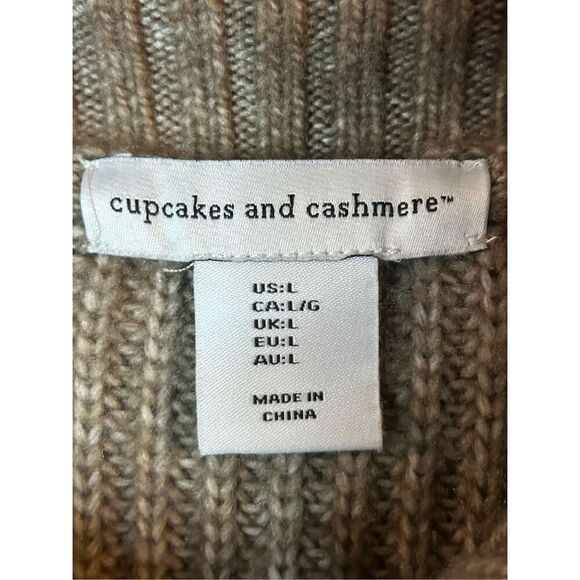 cupcakes and cashmere™
US:L
CA:L/G
UK:L
EU:L
AU:L
MADE IN
CHINA